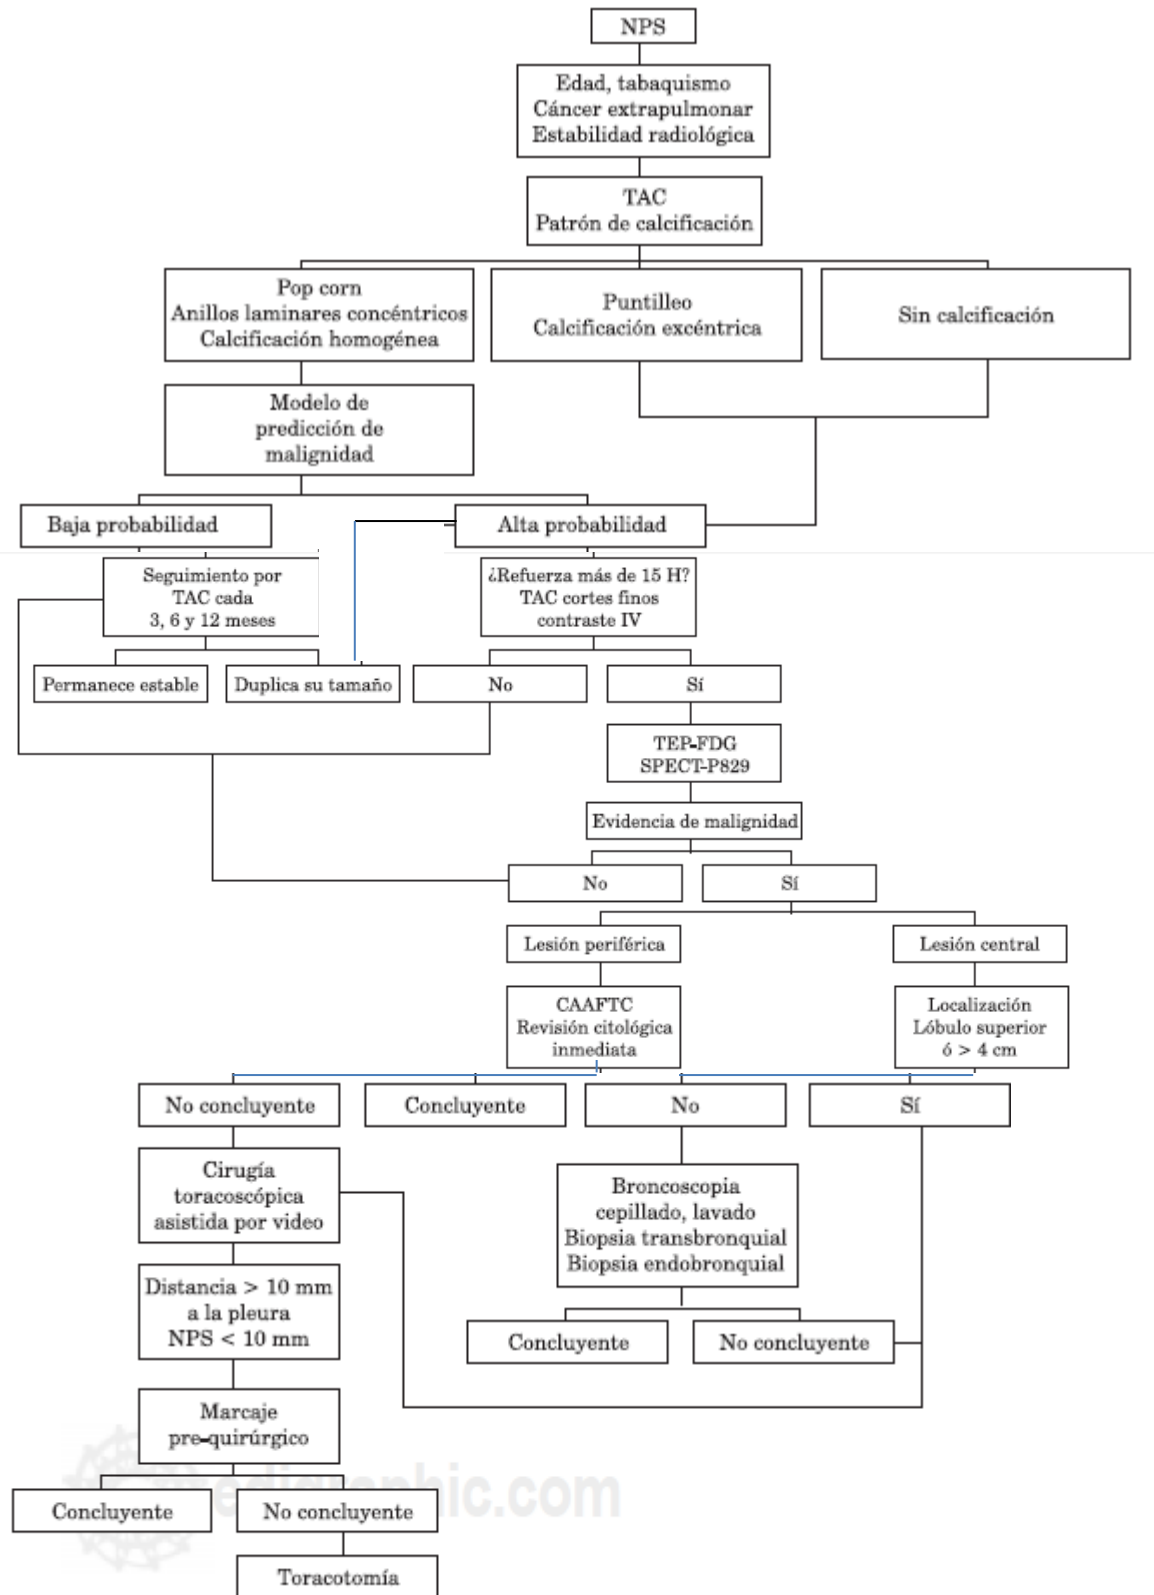 NPS
Edad, tabaquismo
Cáncer extrapulmonar
Estabilidad radiológica
TAC
Patrón de calcificación
Pop corn
Anillos laminares concéntricos
Calcificación homogénea
Puntilleo
Calcificación excéntrica
Sin calcificación
Modelo de
predicción de
malignidad
Baja probabilidad
Alta probabilidad
Seguimiento por
TAC cada
3, 6 y 12 meses
¿Refuerza más de 15 H?
TAC cortes finos
contraste IV
Permanece estable
Duplica su tamaño
No
Sí
TEP-FDG
SPECT-P829
Evidencia de malignidad
No
Sí
Lesión periférica
Lesión central
CAAFTC
Revisión citológica
inmediata
Localización
Lóbulo superior
ó > 4 cm
No concluyente
Concluyente
No
Sí
Cirugía
toracoscópica
asistida por video
Broncoscopia
cepillado, lavado
Biopsia transbronquial
Biopsia endobronquial
Distancia > 10 mm
a la pleura
NPS < 10 mm
Concluyente
No concluyente
Marcaje
pre-quirúrgico
Concluyente
No concluyente
Toracotomía